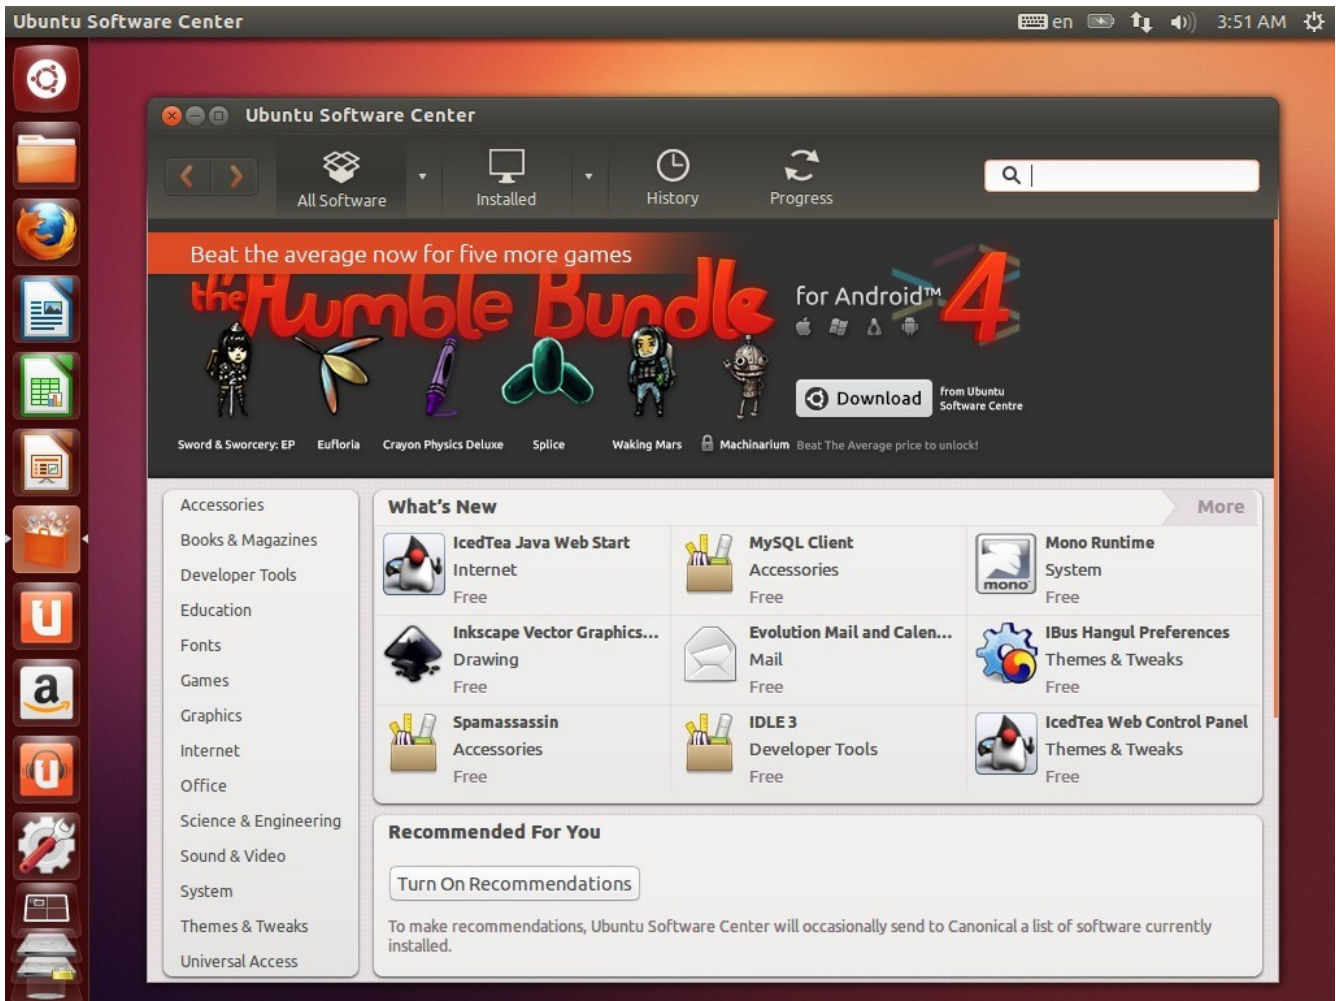 Ubuntu Software Center
en
3:51 AM
Ubuntu Software Center
All Software
Installed
History
Progress
Beat the average now for five more games
the Humble Bundle
for Android™ 4
Download
from Ubuntu
Software Centre
Sword & Sworcery: EP
Eufloria
Crayon Physics Deluxe
Splice
Waking Mars
Machinarium
Beat The Average price to unlock!
Accessories
Books & Magazines
Developer Tools
Education
Fonts
Games
Graphics
Internet
Office
Science & Engineering
Sound & Video
System
Themes & Tweaks
Universal Access
What's New
More
IcedTea Java Web Start
Internet
Free
MySQL Client
Accessories
Free
mono
Mono Runtime
System
Free
Inkscape Vector Graphics...
Drawing
Free
Evolution Mail and Calen...
Mail
Free
IBus Hangul Preferences
Themes & Tweaks
Free
Spamassassin
Accessories
Free
IDLE 3
Developer Tools
Free
IcedTea Web Control Panel
Themes & Tweaks
Free
Recommended For You
Turn On Recommendations
To make recommendations, Ubuntu Software Center will occasionally send to Canonical a list of software currently
installed.